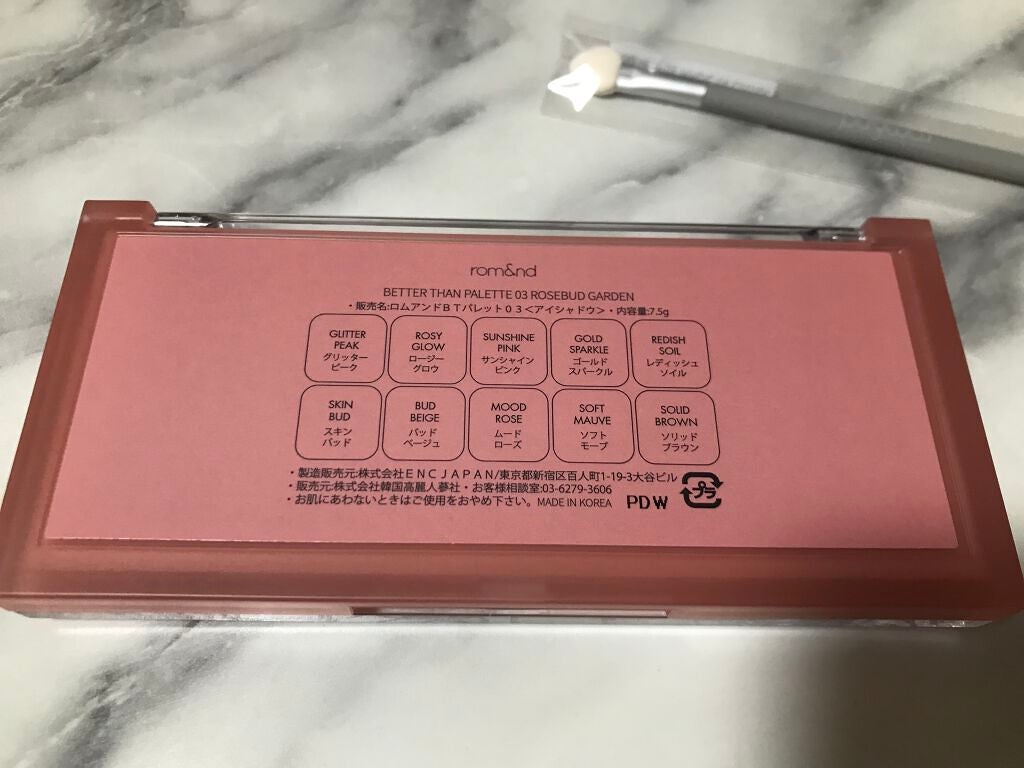 rom&nd
BETTER THAN PALETTE 03 ROSEBUD GARDEN
・販売名:ロムアンドBTパレット03<アイシャドウ>・内容量:7.5g
GLITTER
PEAK
グリッター
ピーク
ROSY
GLOW
ロージー
グロウ
SUNSHINE
PINK
サンシャイン
ピンク
GOLD
SPARKLE
ゴールド
スパークル
REDISH
SOIL
レディッシュ
ソイル
SKIN
BUD
スキン
バッド
BUD
BEIGE
バッド
ベージュ
MOOD
ROSE
ムード
ローズ
SOFT
MAUVE
ソフト
モーブ
SOLID
BROWN
ソリッド
ブラウン
・製造販売元:株式会社ENCJAPAN/東京都新宿区百人町1-19-3大谷ビル
・販売元:株式会社韓国高麗人蔘社・お客様相談室:03-6279-3606
・お肌にあわないときはご使用をおやめ下さい。MADE IN KOREA PDW プラ